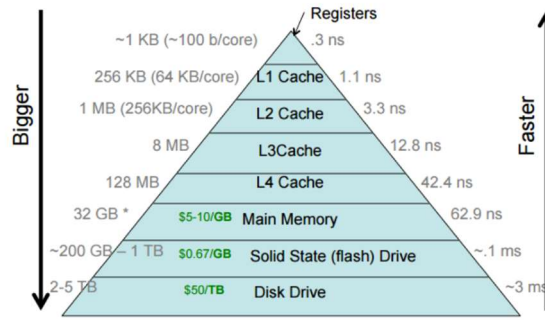 Registers
~1 KB (~100 b/core) .3 ns
256 KB (64 KB/core) L1 Cache 1.1 ns
1 MB (256KB/core) L2 Cache 3.3 ns
8 MB L3Cache 12.8 ns
128 MB L4 Cache 42.4 ns
32 GB * $5-10/GB Main Memory 62.9 ns
~200 GB – 1 TB $0.67/GB Solid State (flash) Drive ~.1 ms
2-5 TB $50/TB Disk Drive ~3 ms
Bigger
Faster